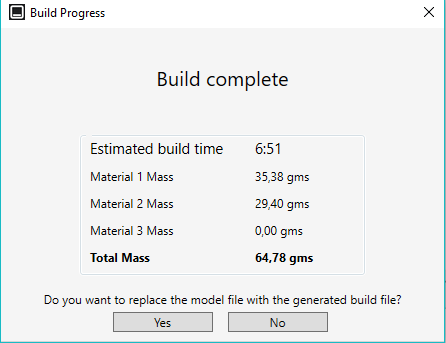 Build Progress
Build complete
Estimated build time 6:51
Material 1 Mass 35,38 gms
Material 2 Mass 29,40 gms
Material 3 Mass 0,00 gms
Total Mass 64,78 gms
Do you want to replace the model file with the generated build file?
Yes No